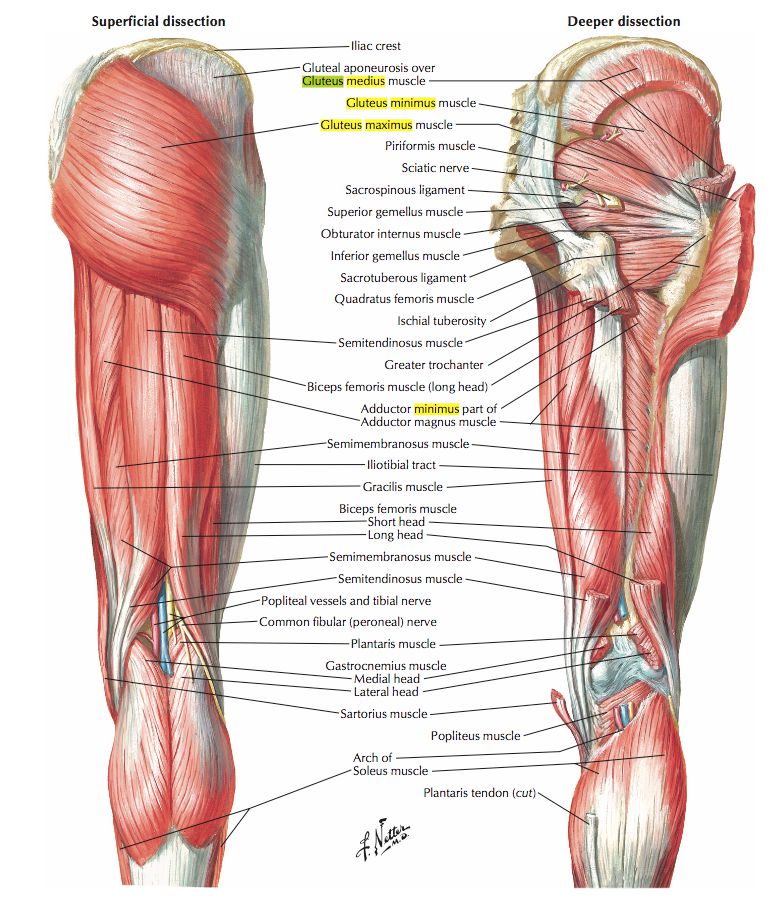 Superficial dissection
Deeper dissection
Iliac crest
Gluteal aponeurosis over
Gluteus medius muscle
Gluteus minimus muscle
Gluteus maximus muscle
Piriformis muscle
Sciatic nerve
Sacrospinous ligament
Superior gemellus muscle
Obturator internus muscle
Inferior gemellus muscle
Sacrotuberous ligament
Quadratus femoris muscle
Ischial tuberosity
Semitendinosus muscle
Greater trochanter
Biceps femoris muscle (long head)
Adductor minimus part of
Adductor magnus muscle
Semimembranosus muscle
Iliotibial tract
Gracilis muscle
Biceps femoris muscle
Short head
Long head
Semimembranosus muscle
Semitendinosus muscle
Popliteal vessels and tibial nerve
Common fibular (peroneal) nerve
Plantaris muscle
Gastrocnemius muscle
Medial head
Lateral head
Sartorius muscle
Popliteus muscle
Arch of
Soleus muscle
Plantaris tendon (cut)
F. Netter
M.D.